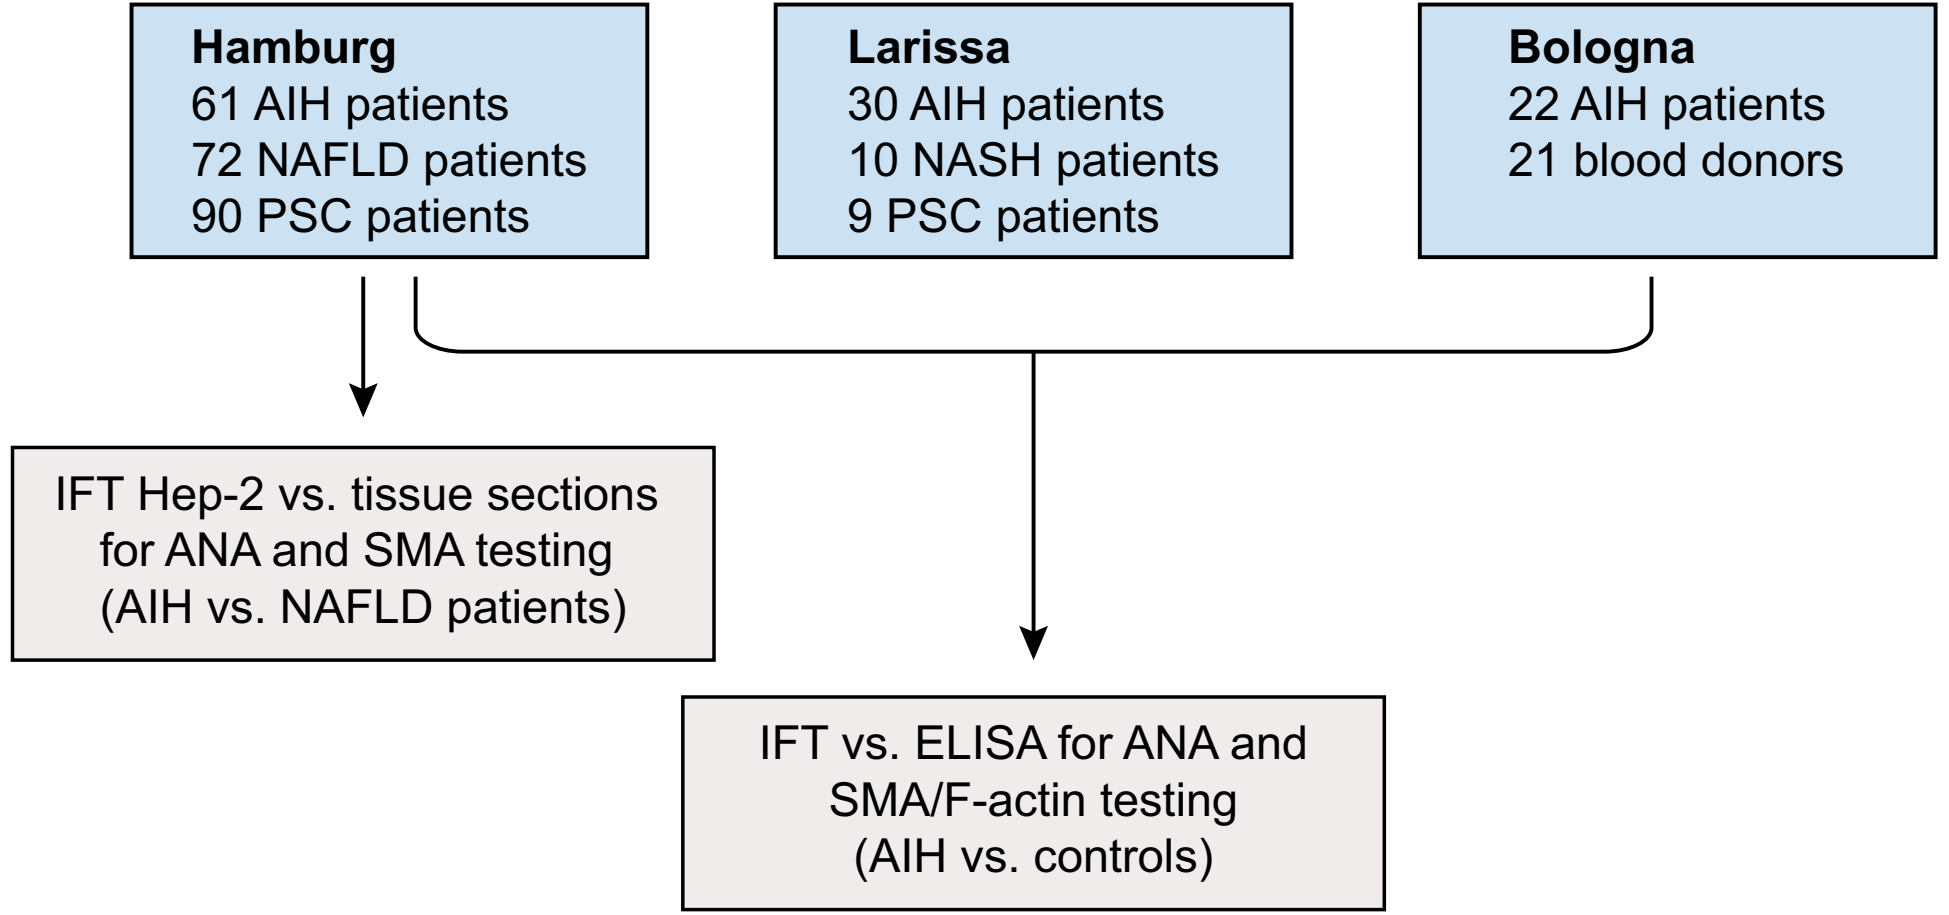 Hamburg
61 AIH patients
72 NAFLD patients
90 PSC patients
Larissa
30 AIH patients
10 NASH patients
9 PSC patients
Bologna
22 AIH patients
21 blood donors
IFT Hep-2 vs. tissue sections
for ANA and SMA testing
(AIH vs. NAFLD patients)
IFT vs. ELISA for ANA and
SMA/F-actin testing
(AIH vs. controls)